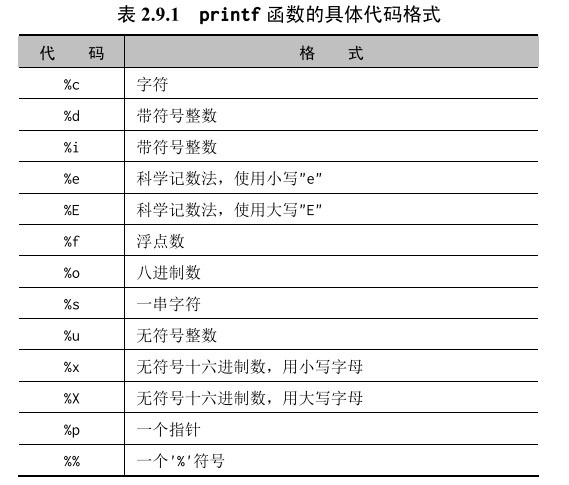 表 2.9.1 printf 函数的具体代码格式
代 码 格 式
%c 字符
%d 带符号整数
%i 带符号整数
%e 科学记数法，使用小写"e"
%E 科学记数法，使用大写"E"
%f 浮点数
%o 八进制数
%s 一串字符
%u 无符号整数
%x 无符号十六进制数，用小写字母
%X 无符号十六进制数，用大写字母
%p 一个指针
%% 一个'%'符号